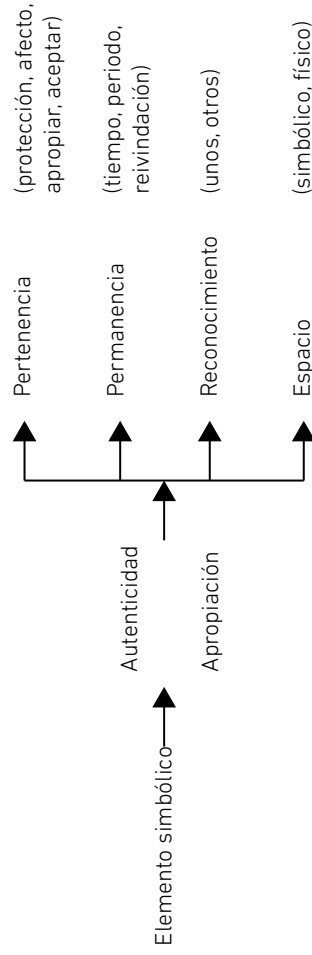 Elemento simbólico
Autenticidad
Apropiación
Pertenencia
(protección, afecto,
apropiar, aceptar)
Permanencia
(tiempo, periodo,
reivindación)
Reconocimiento
(unos, otros)
Espacio
(simbólico, físico)